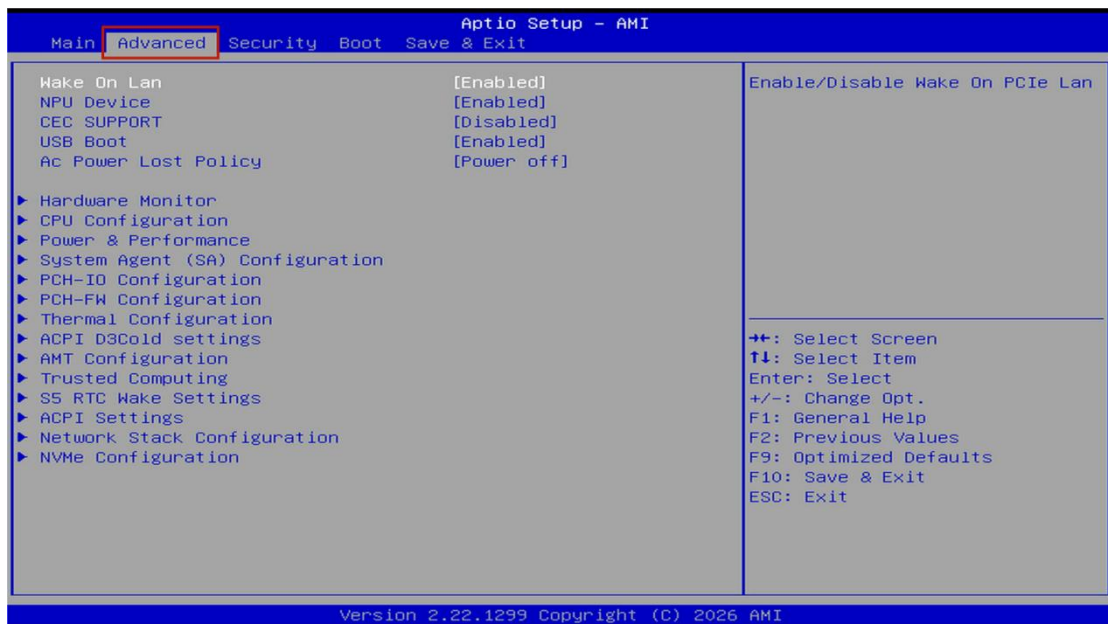 Aptio Setup – AMI
Main Advanced Security Boot Save & Exit
Wake On Lan [Enabled]
NPU Device [Enabled]
CEC SUPPORT [Disabled]
USB Boot [Enabled]
Ac Power Lost Policy [Power off]
▶ Hardware Monitor
▶ CPU Configuration
▶ Power & Performance
▶ System Agent (SA) Configuration
▶ PCH-IO Configuration
▶ PCH-FW Configuration
▶ Thermal Configuration
▶ ACPI D3Cold settings
▶ AMT Configuration
▶ Trusted Computing
▶ S5 RTC Wake Settings
▶ ACPI Settings
▶ Network Stack Configuration
▶ NVMe Configuration
Enable/Disable Wake On PCIe Lan
→←: Select Screen
↑↓: Select Item
Enter: Select
+/-: Change Opt.
F1: General Help
F2: Previous Values
F9: Optimized Defaults
F10: Save & Exit
ESC: Exit
Version 2.22.1299 Copyright (C) 2026 AMI